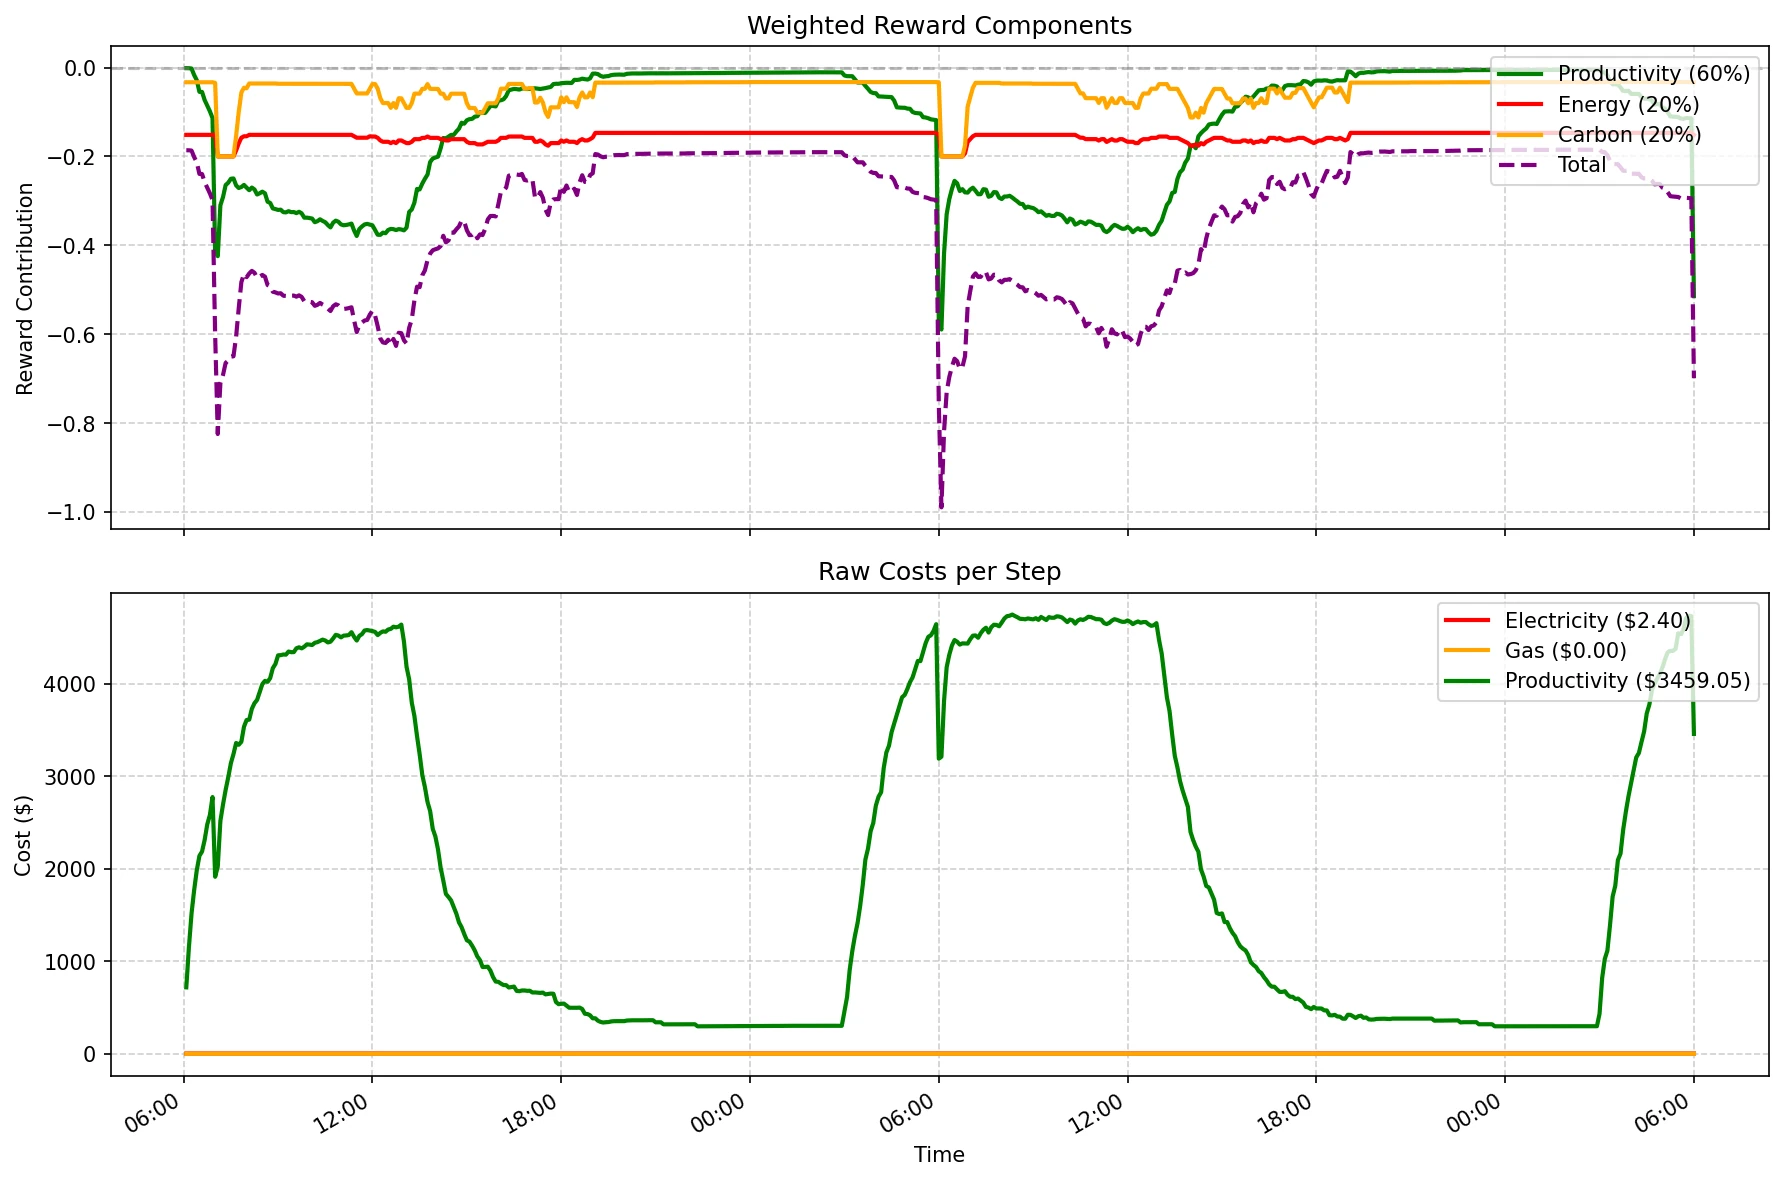 Weighted Reward Components
Reward Contribution
0.0
−0.2
−0.4
−0.6
−0.8
−1.0
Productivity (60%)
Energy (20%)
Carbon (20%)
Total
Raw Costs per Step
Cost ($)
4000
3000
2000
1000
0
Electricity ($2.40)
Gas ($0.00)
Productivity ($3459.05)
06:00
12:00
18:00
00:00
06:00
12:00
18:00
00:00
06:00
Time